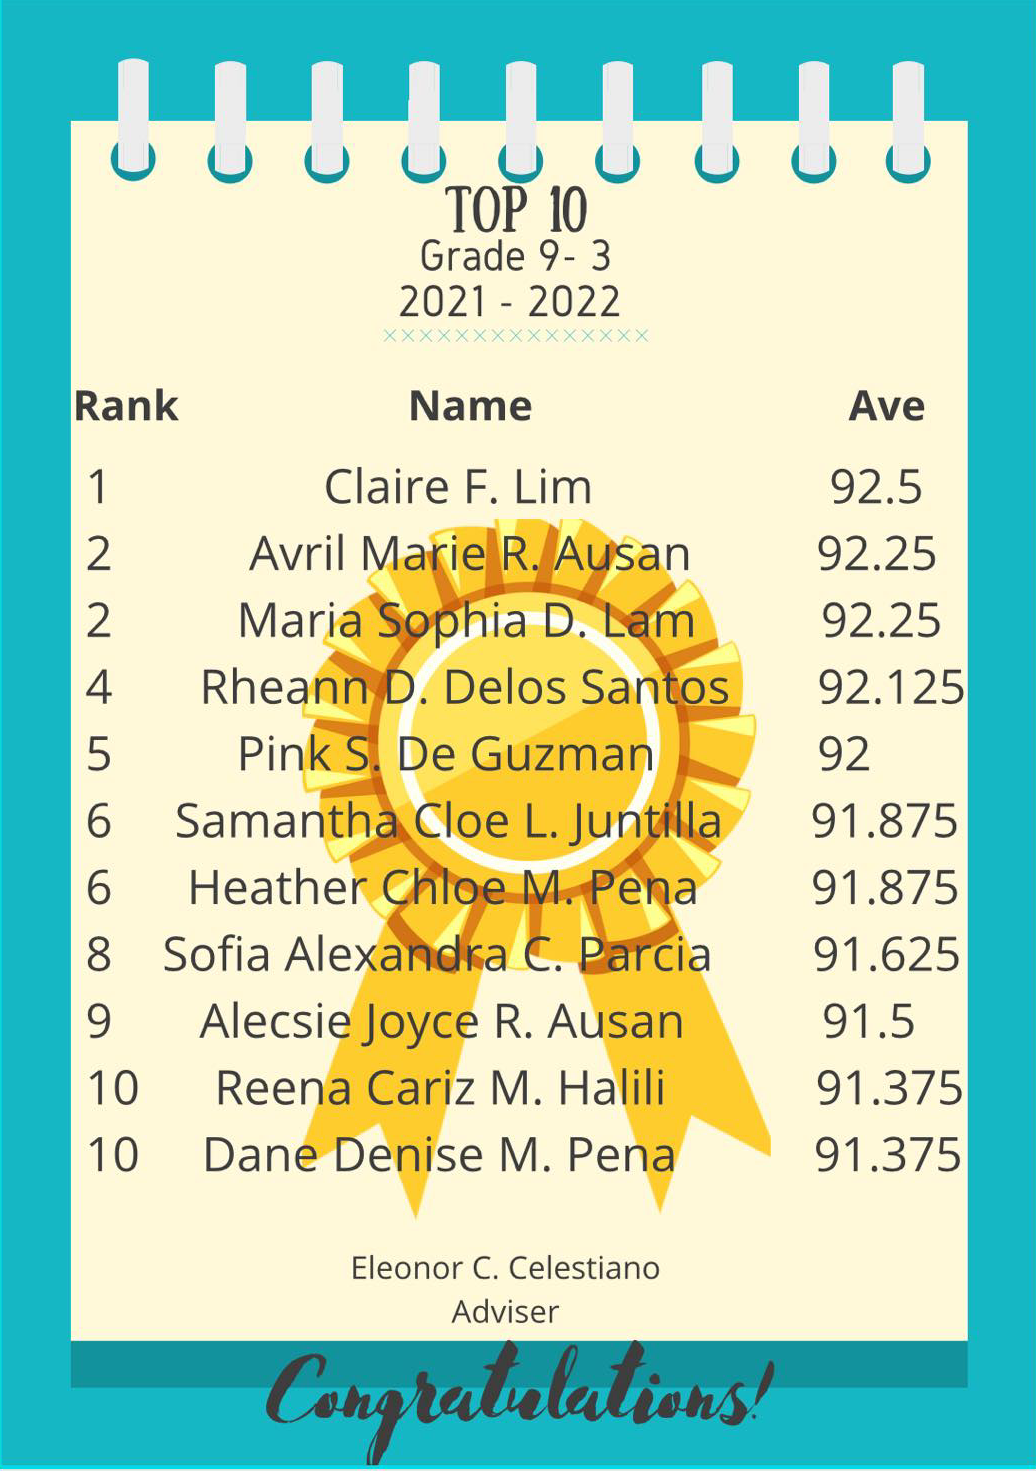 TOP 10
Grade 9- 3
2021 - 2022
Rank Name Ave
1 Claire F. Lim 92.5
2 Avril Marie R. Ausan 92.25
2 Maria Sophia D. Lam 92.25
4 Rheann D. Delos Santos 92.125
5 Pink S. De Guzman 92
6 Samantha Cloe L. Juntilla 91.875
6 Heather Chloe M. Pena 91.875
8 Sofia Alexandra C. Parcia 91.625
9 Alecsie Joyce R. Ausan 91.5
10 Reena Cariz M. Halili 91.375
10 Dane Denise M. Pena 91.375
Eleonor C. Celestiano
Adviser
Congratulations!